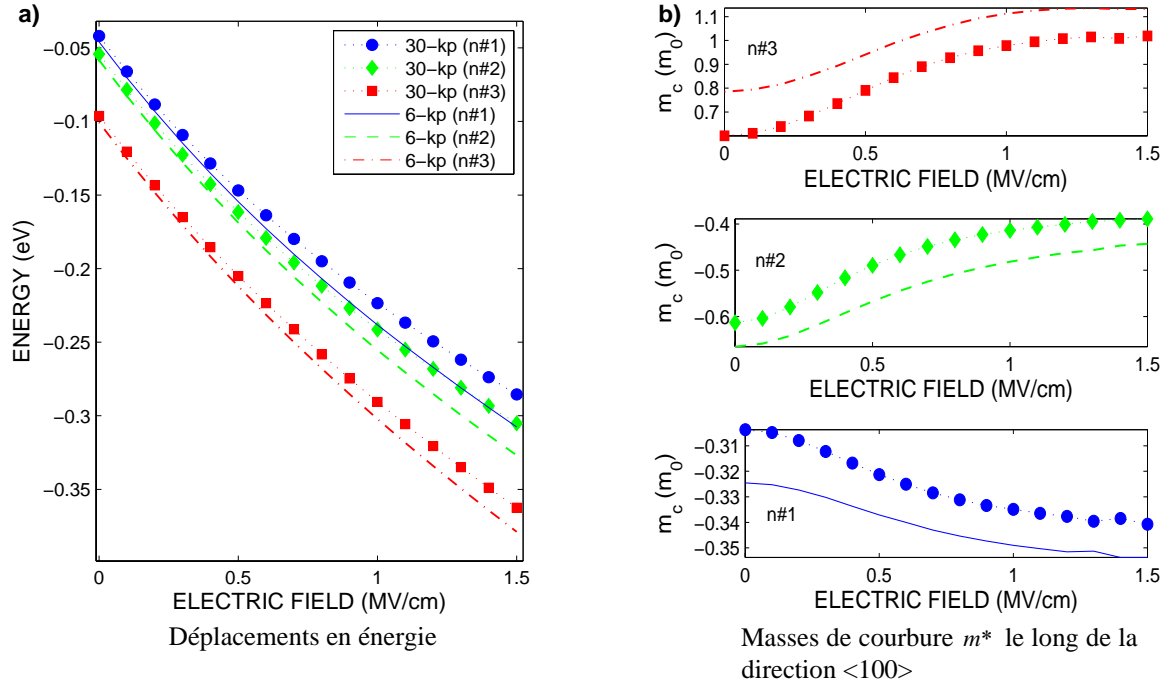 a)
−0.05
−0.1
−0.15
−0.2
−0.25
−0.3
−0.35
ENERGY (eV)
30−kp (n#1)
30−kp (n#2)
30−kp (n#3)
6−kp (n#1)
6−kp (n#2)
6−kp (n#3)
0 0.5 1 1.5
ELECTRIC FIELD (MV/cm)
Déplacements en énergie
b)
1.1
1
0.9
0.8
0.7
m_c (m_0)
n#3
0 0.5 1 1.5
ELECTRIC FIELD (MV/cm)
−0.4
−0.5
−0.6
m_c (m_0)
n#2
0 0.5 1 1.5
ELECTRIC FIELD (MV/cm)
−0.31
−0.32
−0.33
−0.34
−0.35
m_c (m_0)
n#1
0 0.5 1 1.5
ELECTRIC FIELD (MV/cm)
Masses de courbure m* le long de la
direction <100>